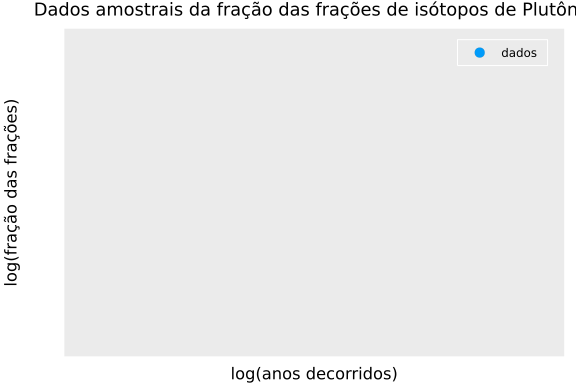 Dados amostrais da fração das frações de isótopos de Plutôn
dados
log(fração das frações)
log(anos decorridos)